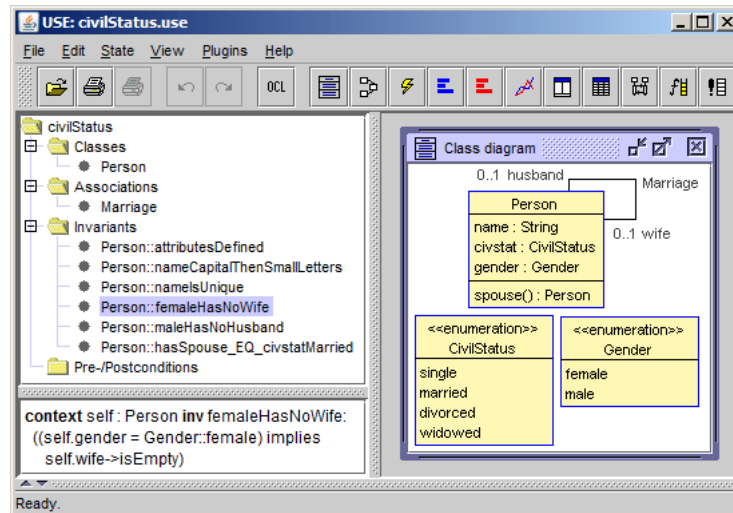 USE: civilStatus.use
File Edit State View Plugins Help
OCL
civilStatus
Classes
Person
Associations
Marriage
Invariants
Person::attributesDefined
Person::nameCapitalThenSmallLetters
Person::nameIsUnique
Person::femaleHasNoWife
Person::maleHasNoHusband
Person::hasSpouse_EQ_civstatMarried
Pre-/Postconditions
context self : Person inv femaleHasNoWife:
((self.gender = Gender::female) implies
self.wife->isEmpty)
Class diagram
0..1 husband
Marriage
Person
name : String
civstat : CivilStatus
gender : Gender
0..1 wife
spouse() : Person
<<enumeration>>
CivilStatus
single
married
divorced
widowed
<<enumeration>>
Gender
female
male
Ready.